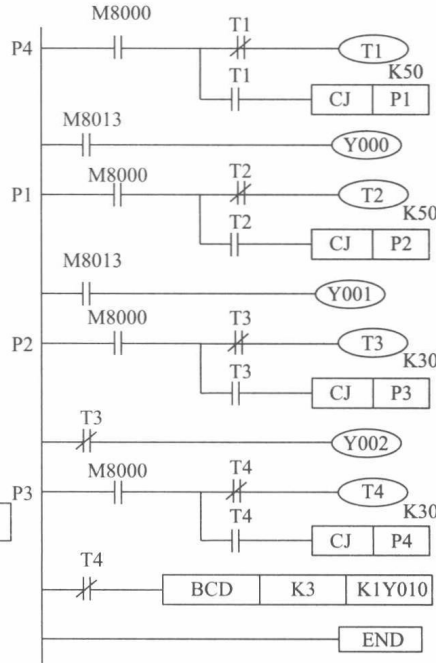 M8000
P4
T1
T1
K50
T1
CJ P1
M8013
Y000
M8000
P1
T2
T2
K50
T2
CJ P2
M8013
Y001
M8000
P2
T3
T3
K30
T3
CJ P3
T3
Y002
M8000
P3
T4
T4
K30
T4
CJ P4
T4
BCD K3 K1Y010
END